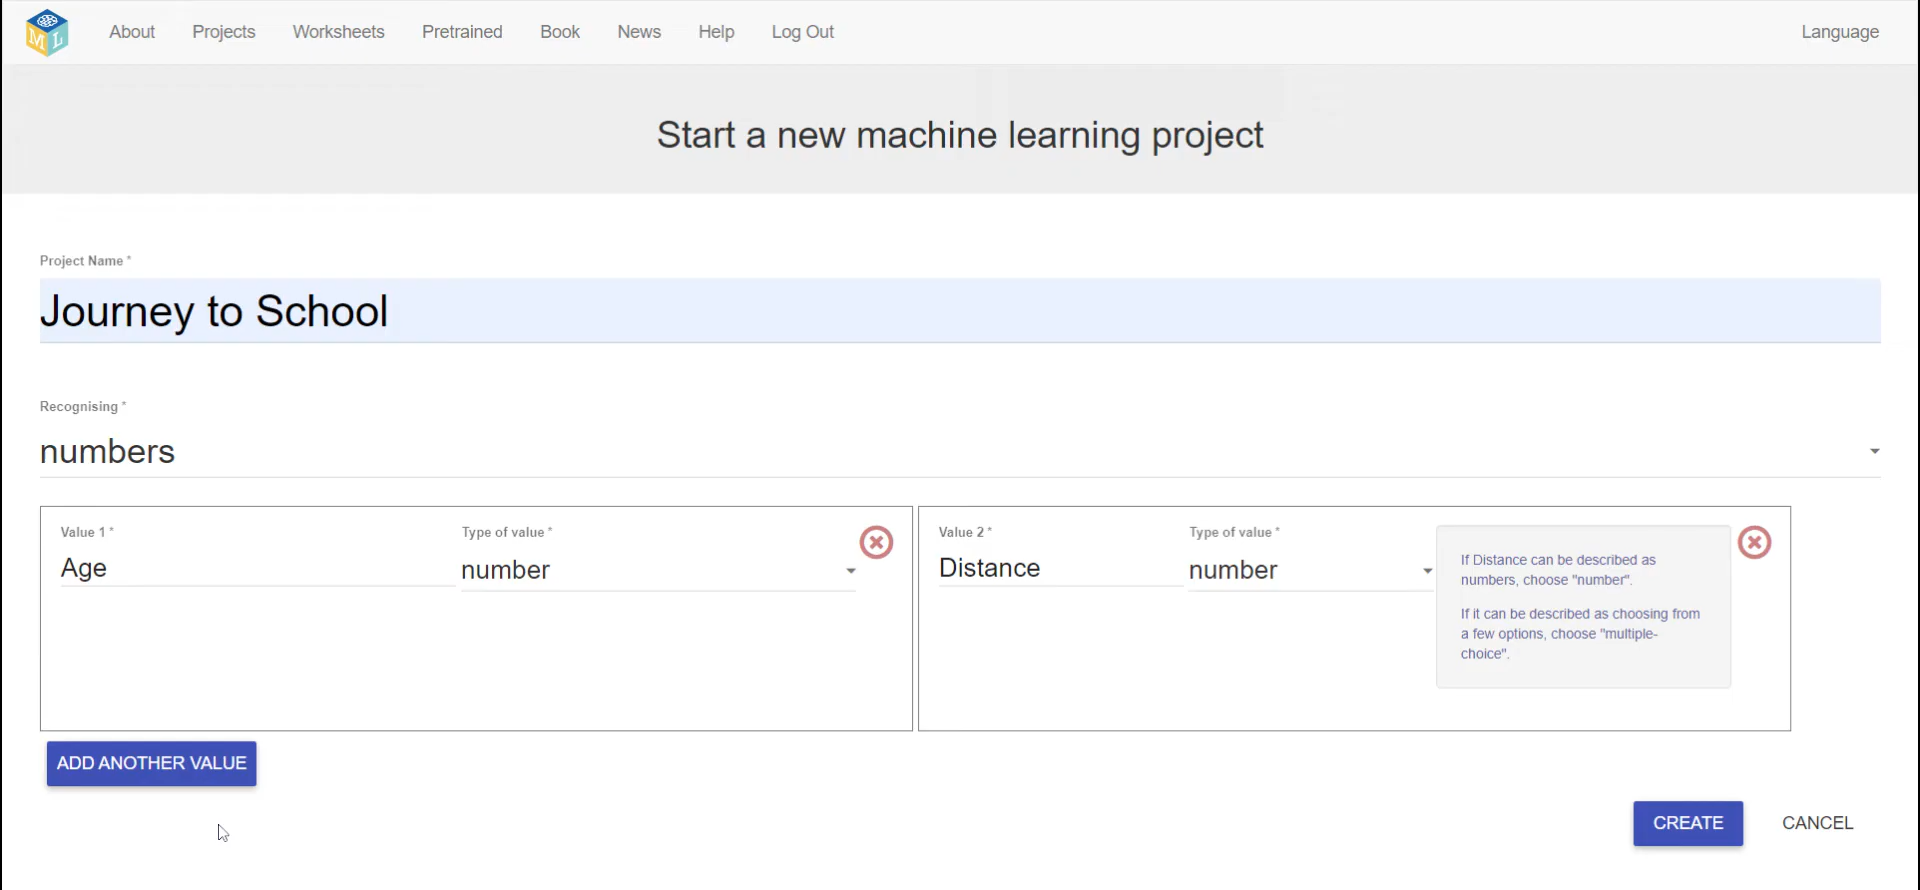 M L
About Projects Worksheets Pretrained Book News Help Log Out Language
Start a new machine learning project
Project Name *
Journey to School
Recognising *
numbers
Value 1 * Type of value *
Age number
Value 2 * Type of value *
Distance number
If Distance can be described as
numbers, choose "number".
If it can be described as choosing from
a few options, choose "multiple-
choice".
ADD ANOTHER VALUE
CREATE CANCEL